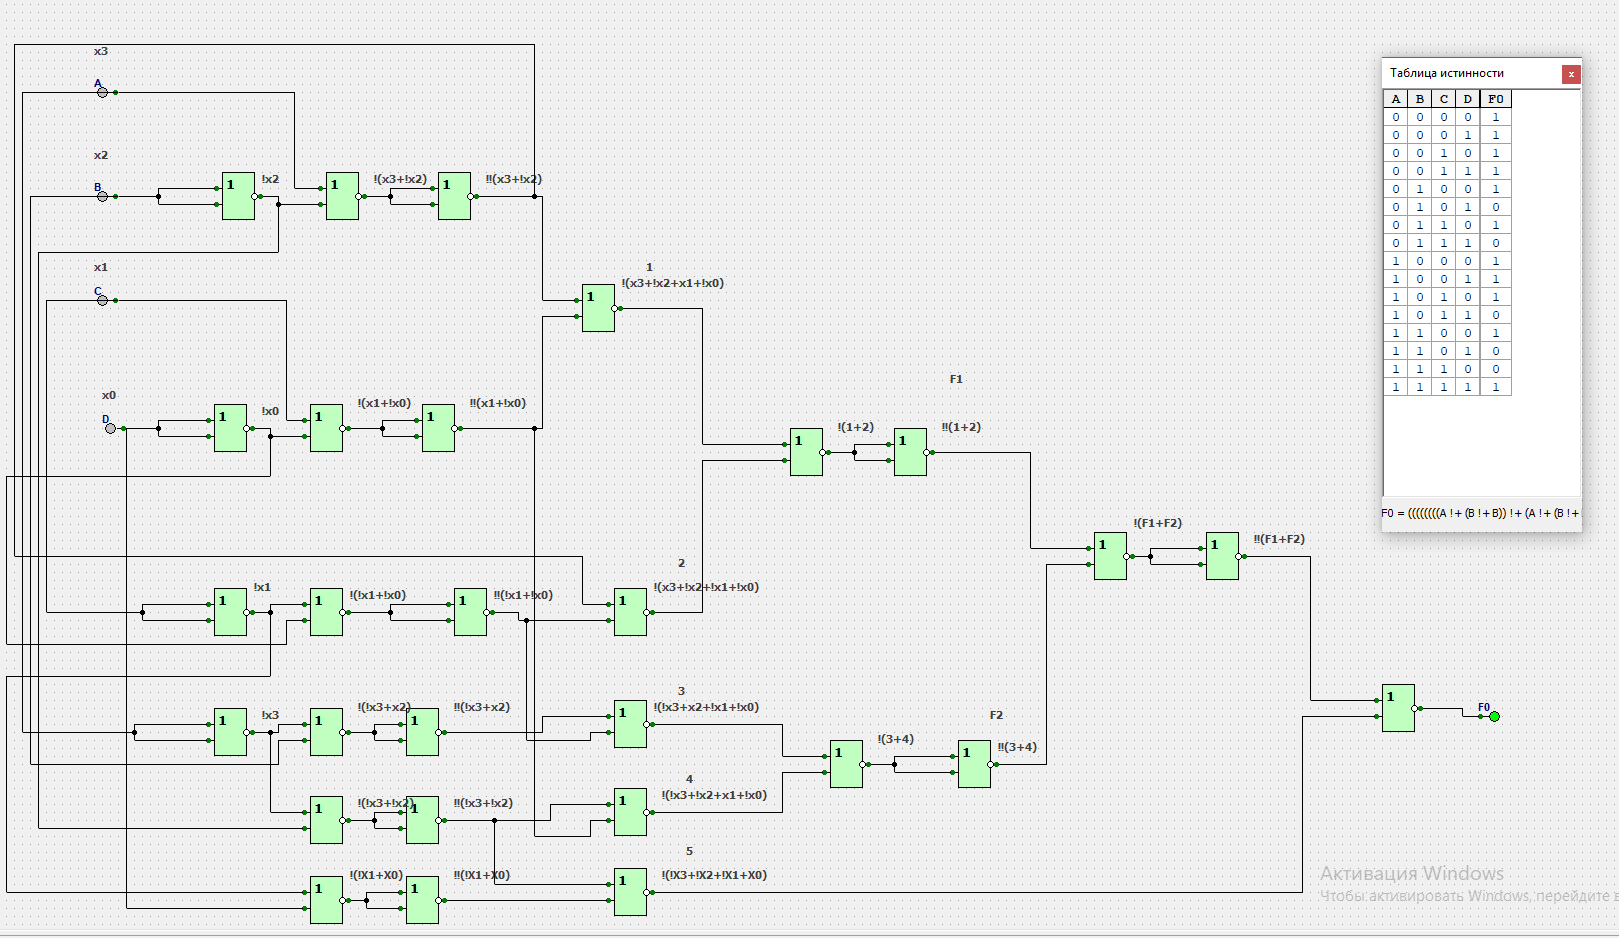 x3
A
x2
B
!x2
!(x3+!x2)
!!(x3+!x2)
x1
C
x0
D
!x0
!(x1+!x0)
!!(x1+!x0)
1
!(x3+!x2+x1+!x0)
F1
!(1+2)
!!(1+2)
!x1
!(!x1+!x0)
!!(!x1+!x0)
2
!(x3+!x2+!x1+!x0)
!(F1+F2)
!!(F1+F2)
!x3
!(!x3+x2)
!!(!x3+x2)
3
!(!x3+x2+!x1+!x0)
F2
!(3+4)
!!(3+4)
F0
!(!x3+!x2)
!!(!x3+!x2)
4
!(!x3+!x2+x1+!x0)
!(!X1+X0)
!!(!X1+X0)
5
!(!X3+!X2+!X1+X0)
1 1 1
1
1 1 1
1 1
1 1 1 1
1 1
1 1 1 1
1 1
1 1 1
1 1 1
1
Таблица истинности
x
A B C D F0
0 0 0 0 1
0 0 0 1 1
0 0 1 0 1
0 0 1 1 1
0 1 0 0 1
0 1 0 1 0
0 1 1 0 1
0 1 1 1 0
1 0 0 0 1
1 0 0 1 1
1 0 1 0 1
1 0 1 1 0
1 1 0 0 1
1 1 0 1 0
1 1 1 0 0
1 1 1 1 1
F0 = ((((((((A !+ (B !+ B)) !+ (A !+ (B !+
Активация Windows
Чтобы активировать Windows, перейдите в